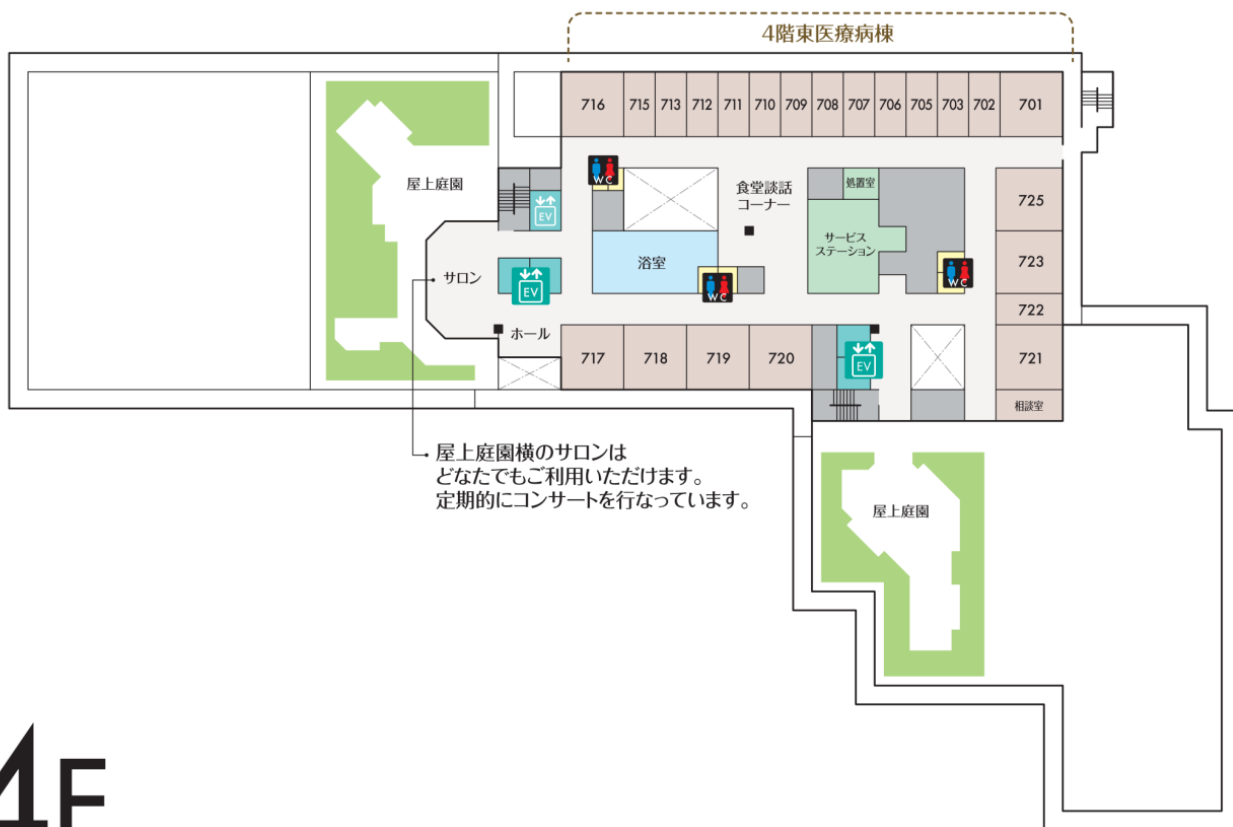 4階東医療病棟
716 715 713 712 711 710 709 708 707 706 705 703 702 701
WC
屋上庭園
EV
食堂談話
コーナー
処置室
725
サービス
ステーション
浴室
723
サロン
EV
WC
WC
722
ホール
717 718 719 720
EV
721
相談室
屋上庭園横のサロンは
どなたでもご利用いただけます。
定期的にコンサートを行なっています。
屋上庭園
4F